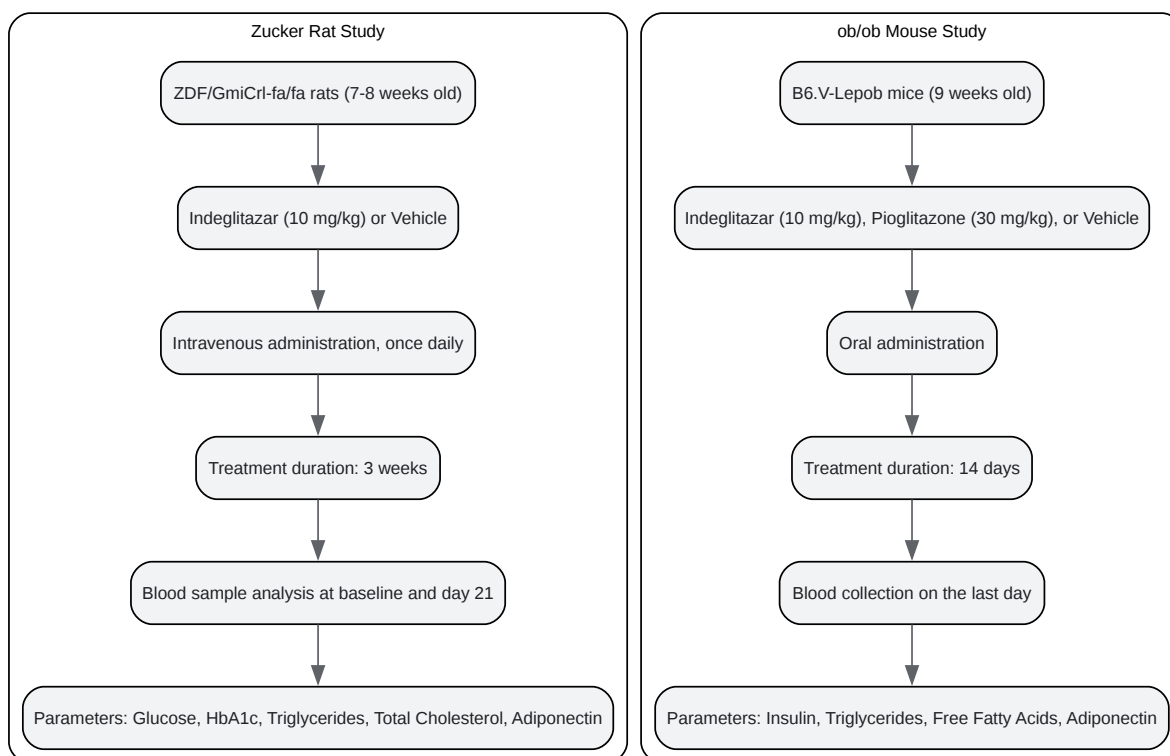 Zucker Rat Study
ZDF/GmiCrl-fa/fa rats (7-8 weeks old)
Indeglitazar (10 mg/kg) or Vehicle
Intravenous administration, once daily
Treatment duration: 3 weeks
Blood sample analysis at baseline and day 21
Parameters: Glucose, HbA1c, Triglycerides, Total Cholesterol, Adiponectin
ob/ob Mouse Study
B6.V-Lepob mice (9 weeks old)
Indeglitazar (10 mg/kg), Pioglitazone (30 mg/kg), or Vehicle
Oral administration
Treatment duration: 14 days
Blood collection on the last day
Parameters: Insulin, Triglycerides, Free Fatty Acids, Adiponectin